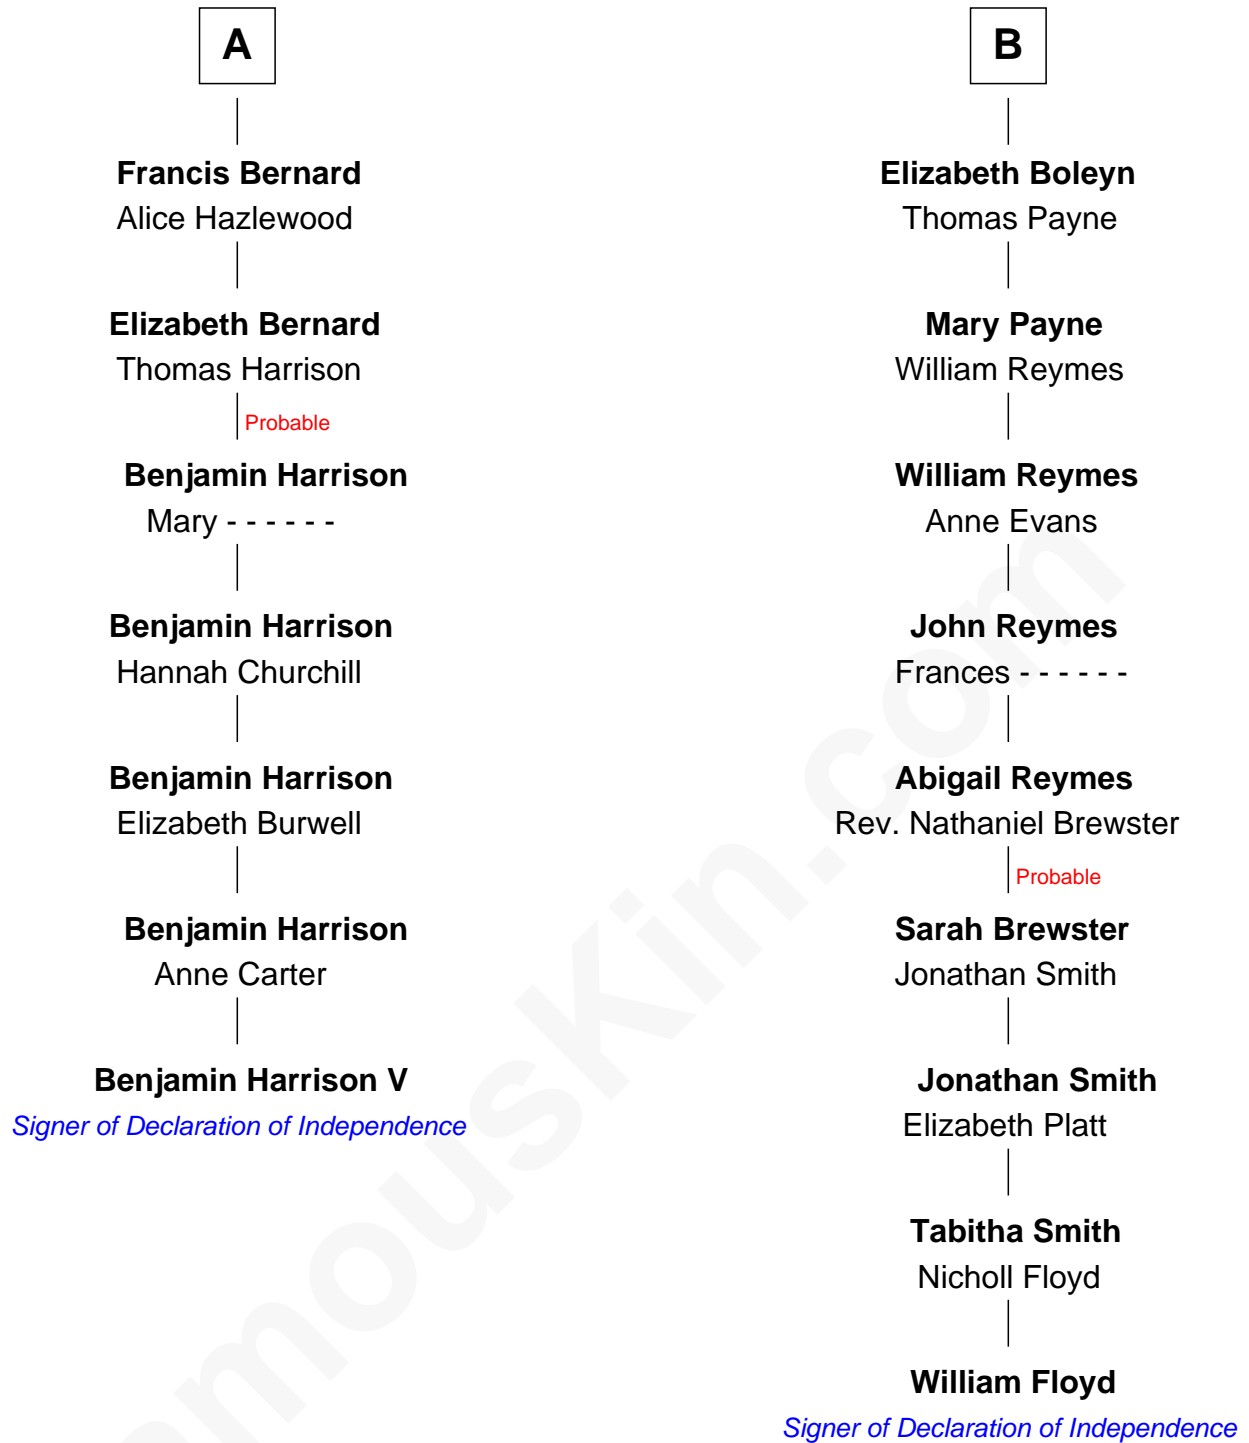 A
Francis Bernard
Alice Hazlewood
Elizabeth Bernard
Thomas Harrison
Probable
Benjamin Harrison
Mary - - - - - -
Benjamin Harrison
Hannah Churchill
Benjamin Harrison
Elizabeth Burwell
Benjamin Harrison
Anne Carter
Benjamin Harrison V
Signer of Declaration of Independence
B
Elizabeth Boleyn
Thomas Payne
Mary Payne
William Reymes
William Reymes
Anne Evans
John Reymes
Frances - - - - - -
Abigail Reymes
Rev. Nathaniel Brewster
Probable
Sarah Brewster
Jonathan Smith
Jonathan Smith
Elizabeth Platt
Tabitha Smith
Nicholl Floyd
William Floyd
Signer of Declaration of Independence
amouskin.com